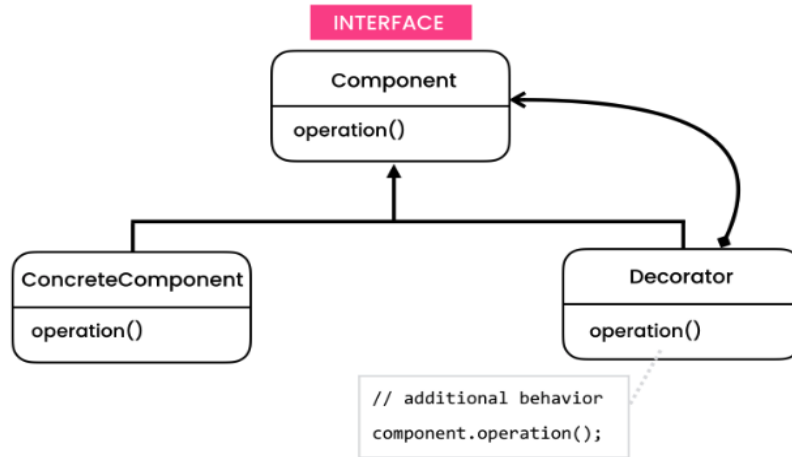 INTERFACE
Component
operation()
ConcreteComponent
operation()
Decorator
operation()
// additional behavior
component.operation();